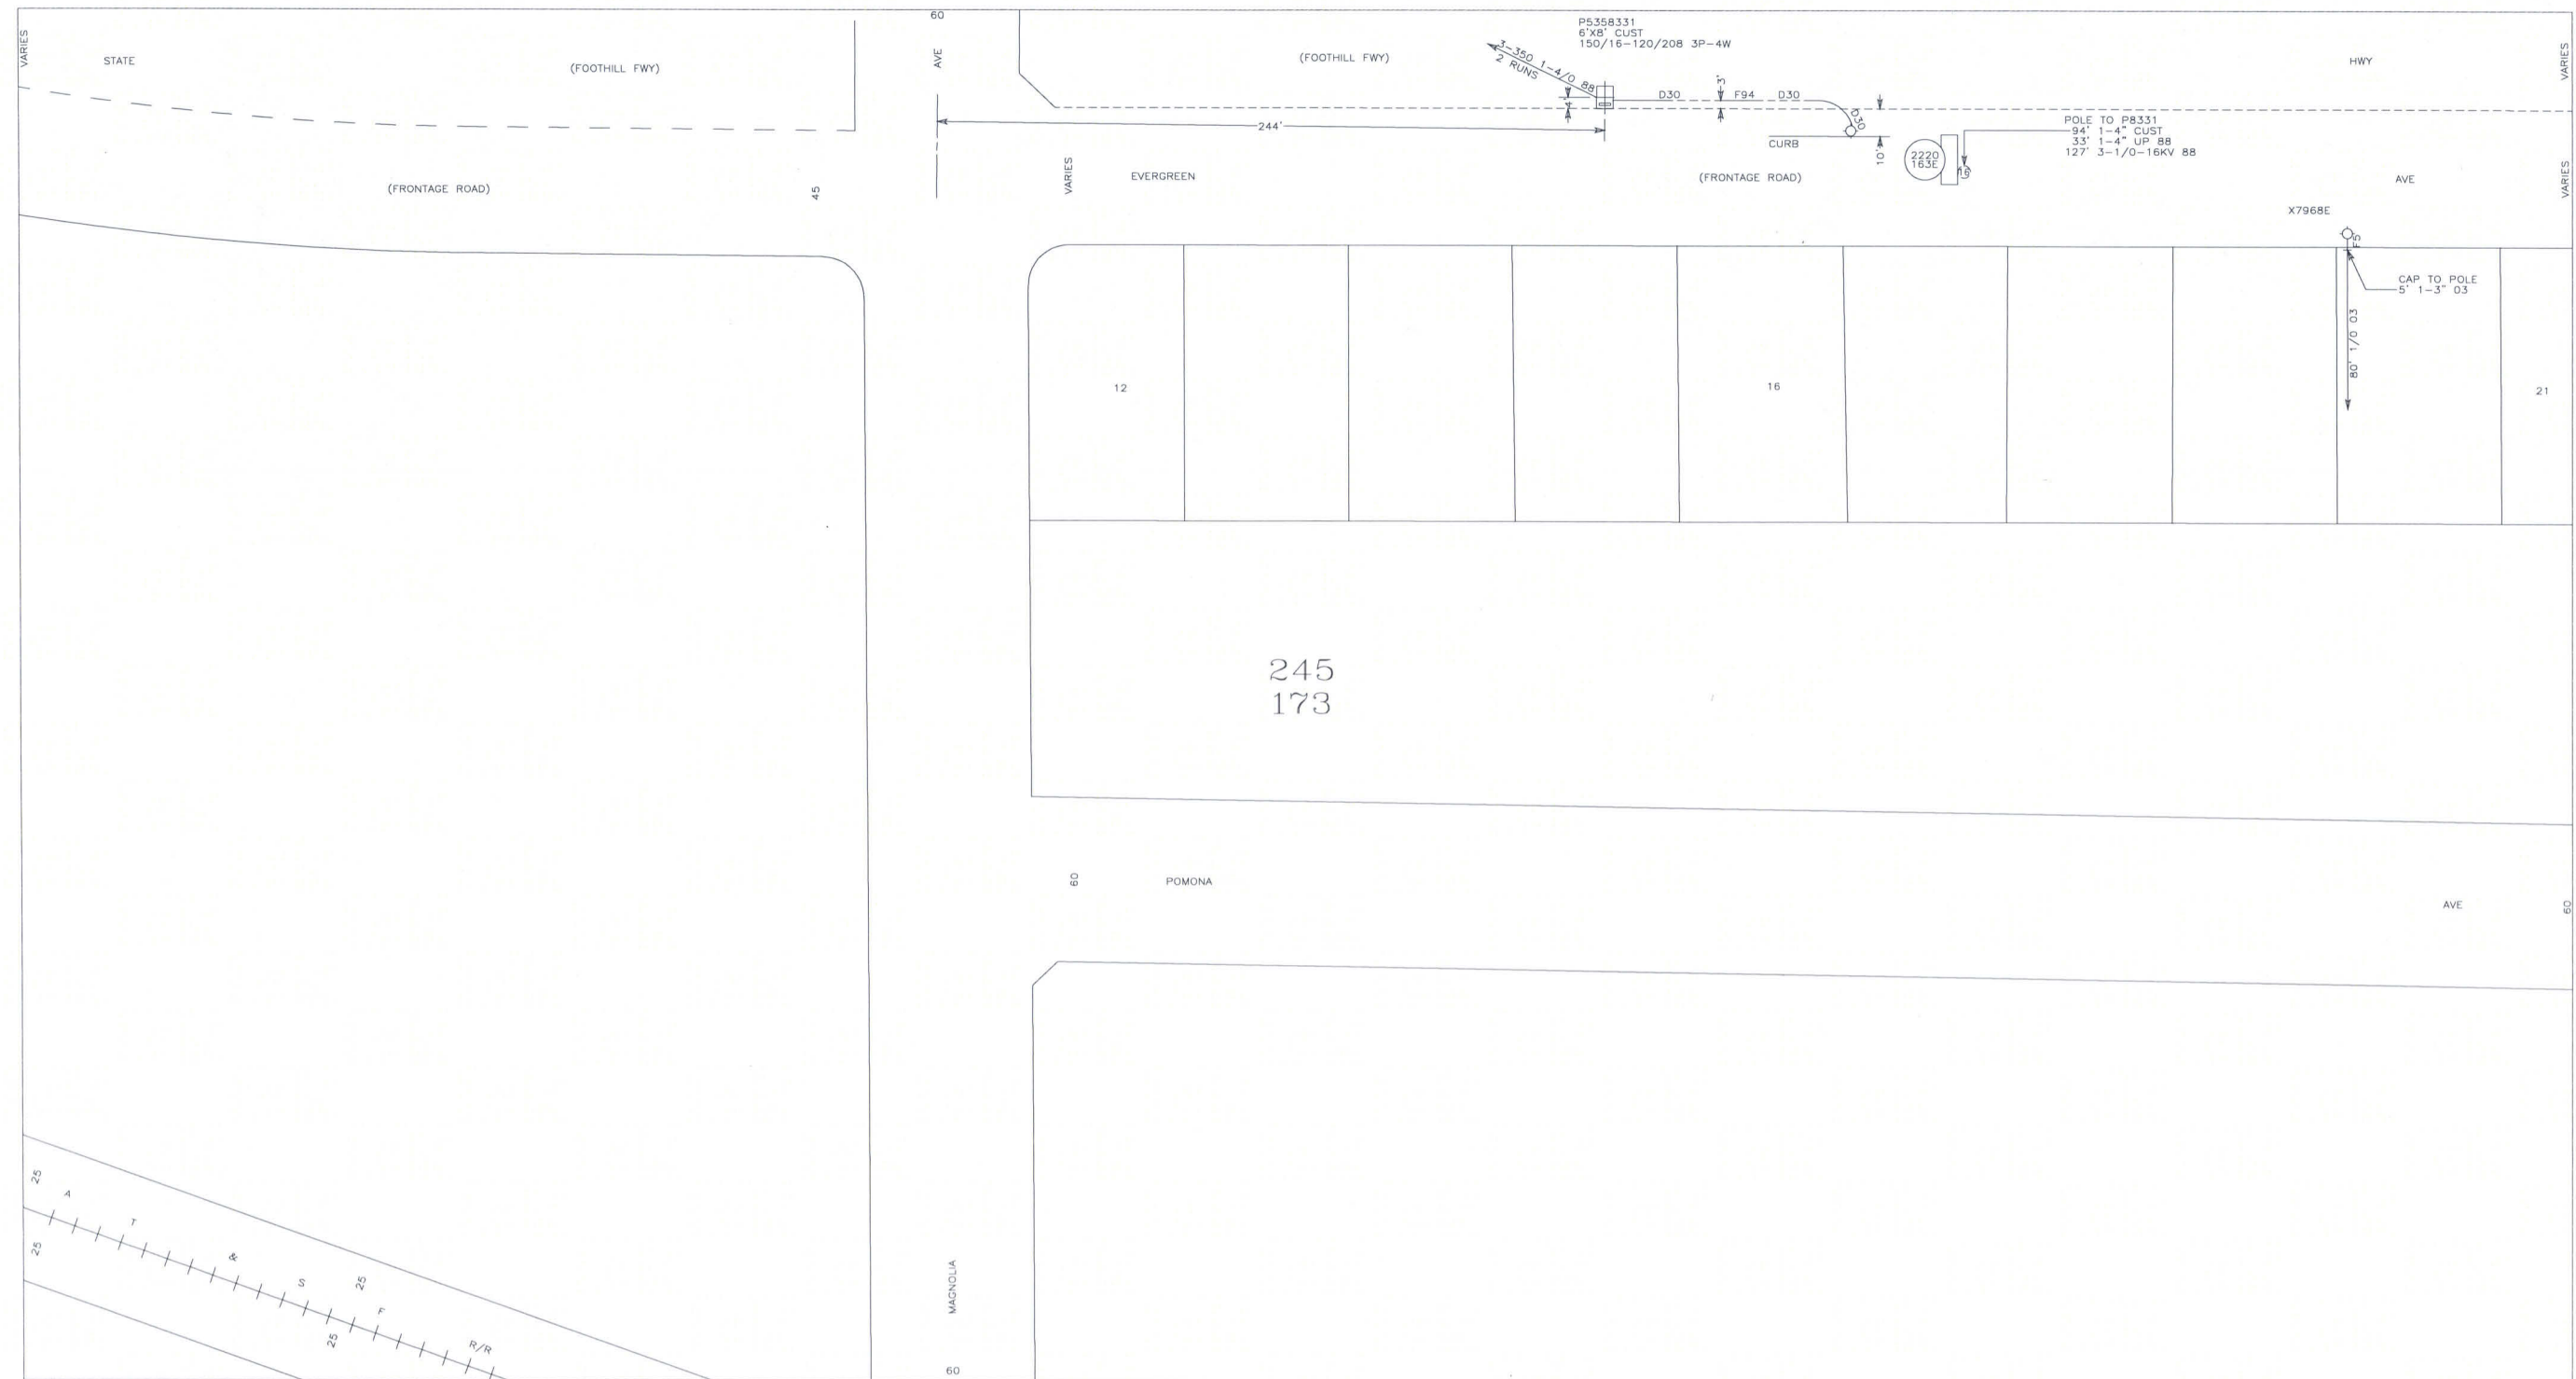 60
VARIES
STATE
(FOOTHILL FWY)
AVE
(FOOTHILL FWY)
P5358331
6'X8' CUST
150/16-120/208 3P-4W
3-350 1-4/0 88
2 RUNS
HWY
VARIES
4'
D30
3'
F94
D30
D30
244'
CURB
10'
2220
163E
POLE TO P8331
94' 1-4" CUST
33' 1-4" UP 88
127' 3-1/0-16KV 88
(FRONTAGE ROAD)
45
VARIES
EVERGREEN
(FRONTAGE ROAD)
AVE
VARIES
X7968E
F5
CAP TO POLE
5' 1-3" 03
80' 1/0 03
12
16
21
245
173
60
POMONA
AVE
60
25
A
T
25
&
S
25
F
25
R/R
MAGNOLIA
60